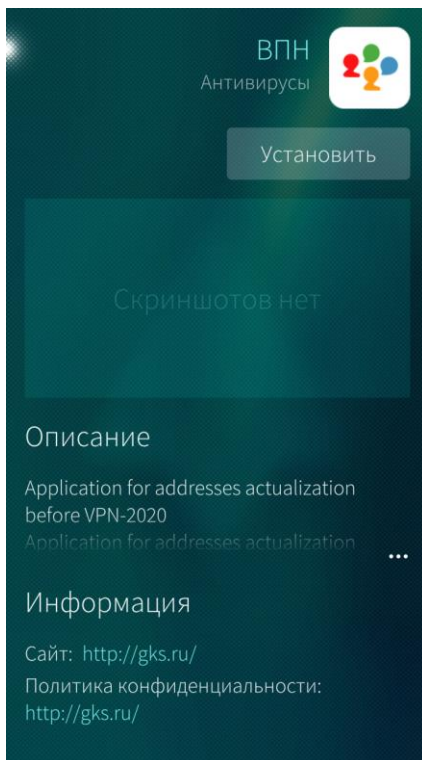 ВПН
Антивирусы
Установить
Скриншотов нет
Описание
Application for addresses actualization
before VPN-2020
Application for addresses actualization
...
Информация
Сайт: http://gks.ru/
Политика конфиденциальности:
http://gks.ru/